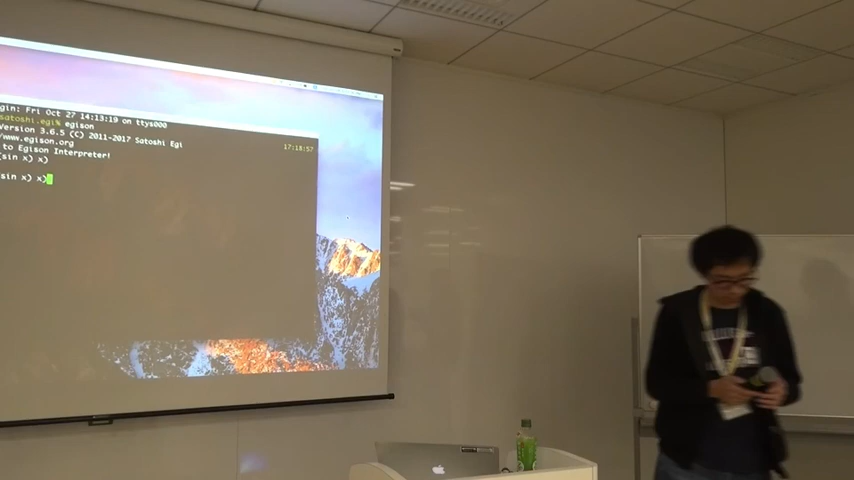 gin: Fri Oct 27 14:13:19 on ttys000
satoshi.egi% egison
Version 3.6.5 (C) 2011-2017 Satoshi Egi
/www.egison.org
to Egison Interpreter!
(sin x) x)
sin x) x)
17:18:57